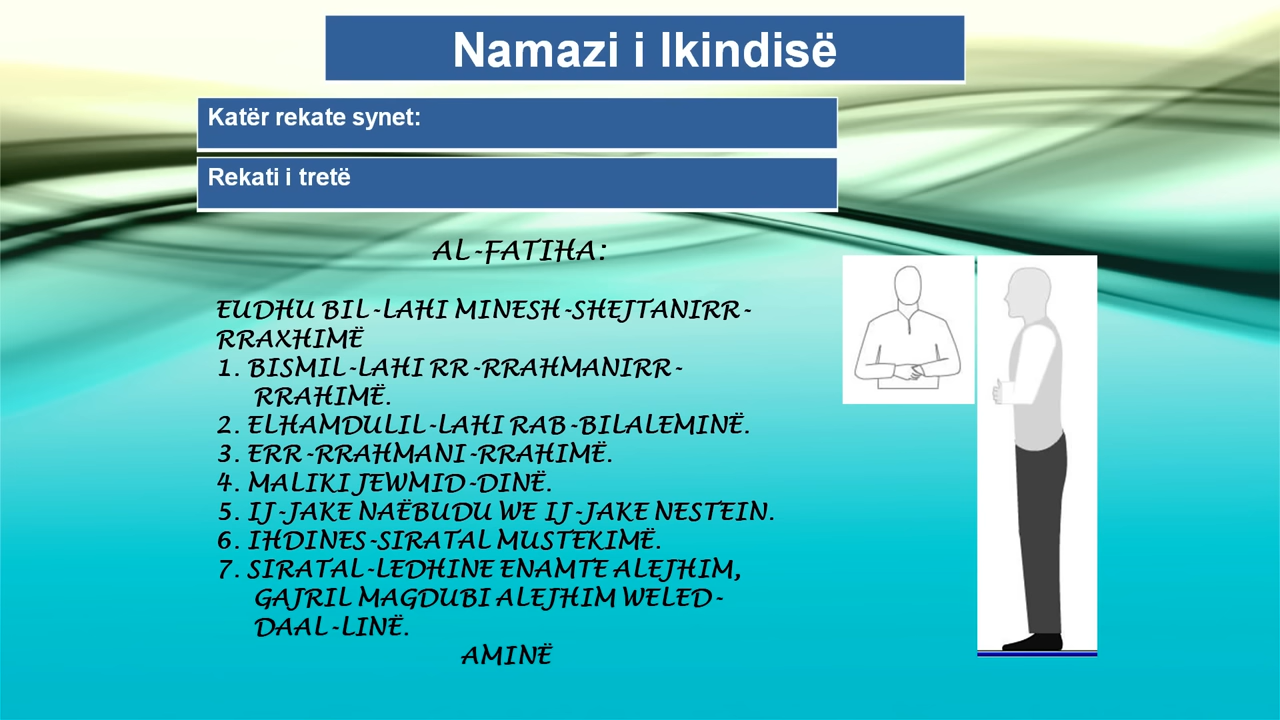 Namazi i Ikindisë
Katër rekate synet:
Rekati i tretë
AL-FATIHA:
EUDHU BIL-LAHI MINESH-SHEJTANIRR-
RRAXHIMË
1. BISMIL-LAHI RR-RRAHMANIRR-
RRAHIMË.
2. ELHAMDULIL-LAHI RAB-BILALEMINË.
3. ERR-RRAHMANI-RRAHIMË.
4. MALIKI JEWMID-DINË.
5. IJ-JAKE NAËBUDU WE IJ-JAKE NESTEIN.
6. IHDINES-SIRATAL MUSTEKIMË.
7. SIRATAL-LEDHINE ENAMTE ALEJHIM,
GAJRIL MAGDUBI ALEJHIM WELED-
DAAL-LINË.
AMINË